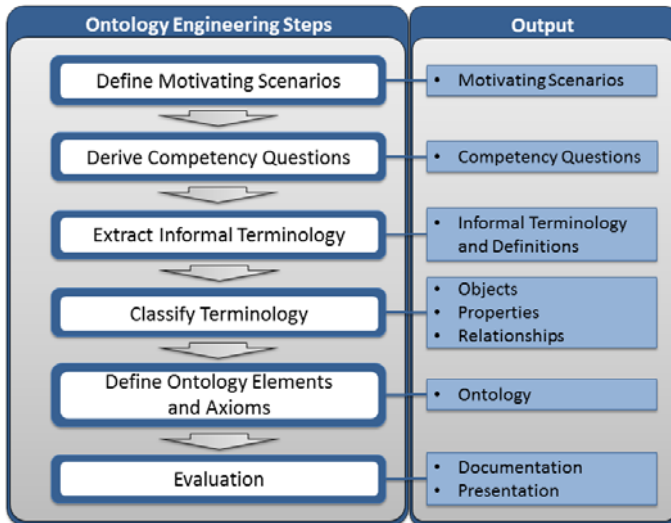 Ontology Engineering Steps
Output
Define Motivating Scenarios
• Motivating Scenarios
Derive Competency Questions
• Competency Questions
Extract Informal Terminology
• Informal Terminology
and Definitions
Classify Terminology
• Objects
• Properties
• Relationships
Define Ontology Elements
and Axioms
• Ontology
Evaluation
• Documentation
• Presentation